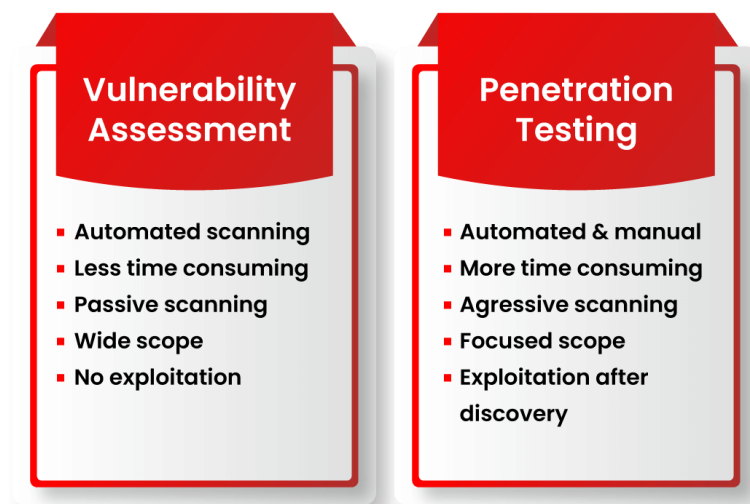 Vulnerability
Assessment
Automated scanning
Less time consuming
Passive scanning
Wide scope
No exploitation
Penetration
Testing
Automated & manual
More time consuming
Agressive scanning
Focused scope
Exploitation after
discovery